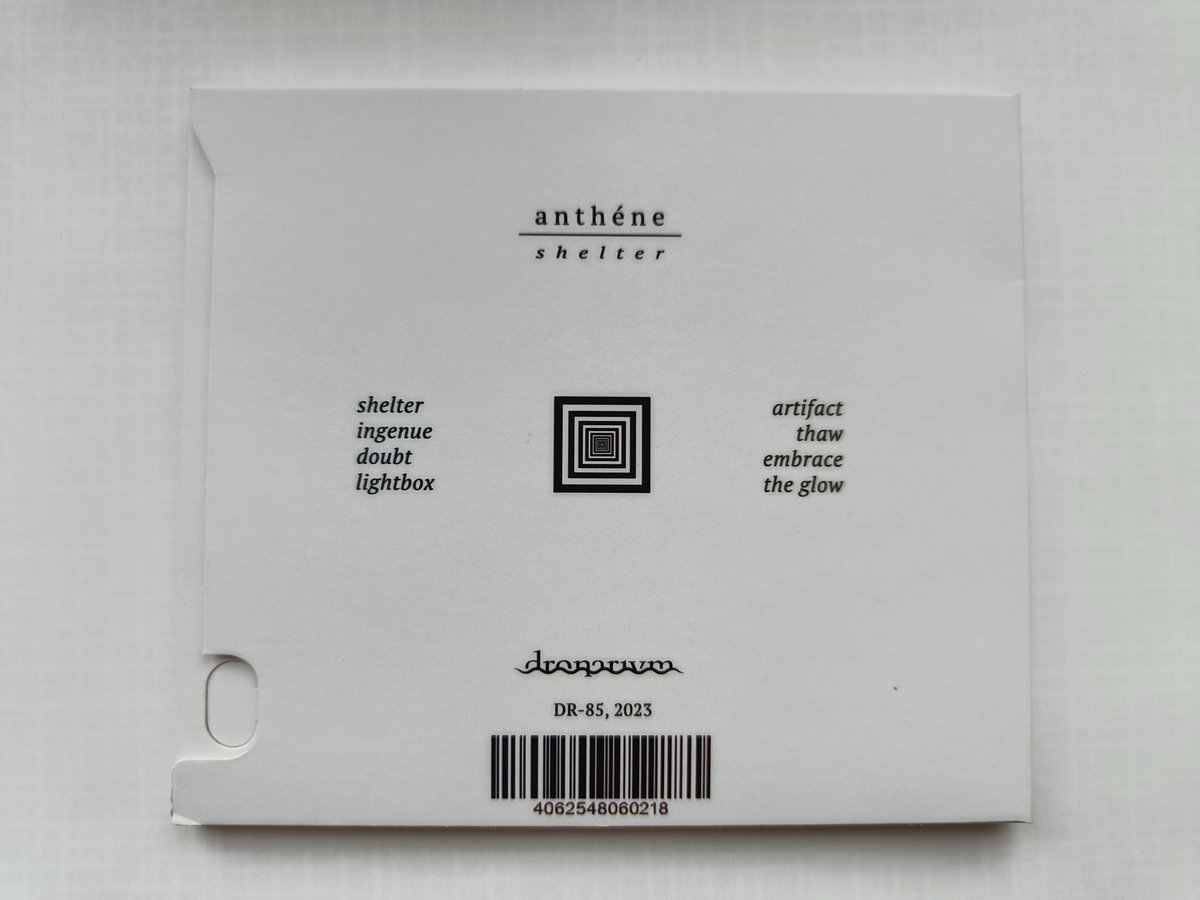 anthéne
shelter
shelter
ingenue
doubt
lightbox
artifact
thaw
embrace
the glow
dronarivm
DR-85, 2023
4062548060218